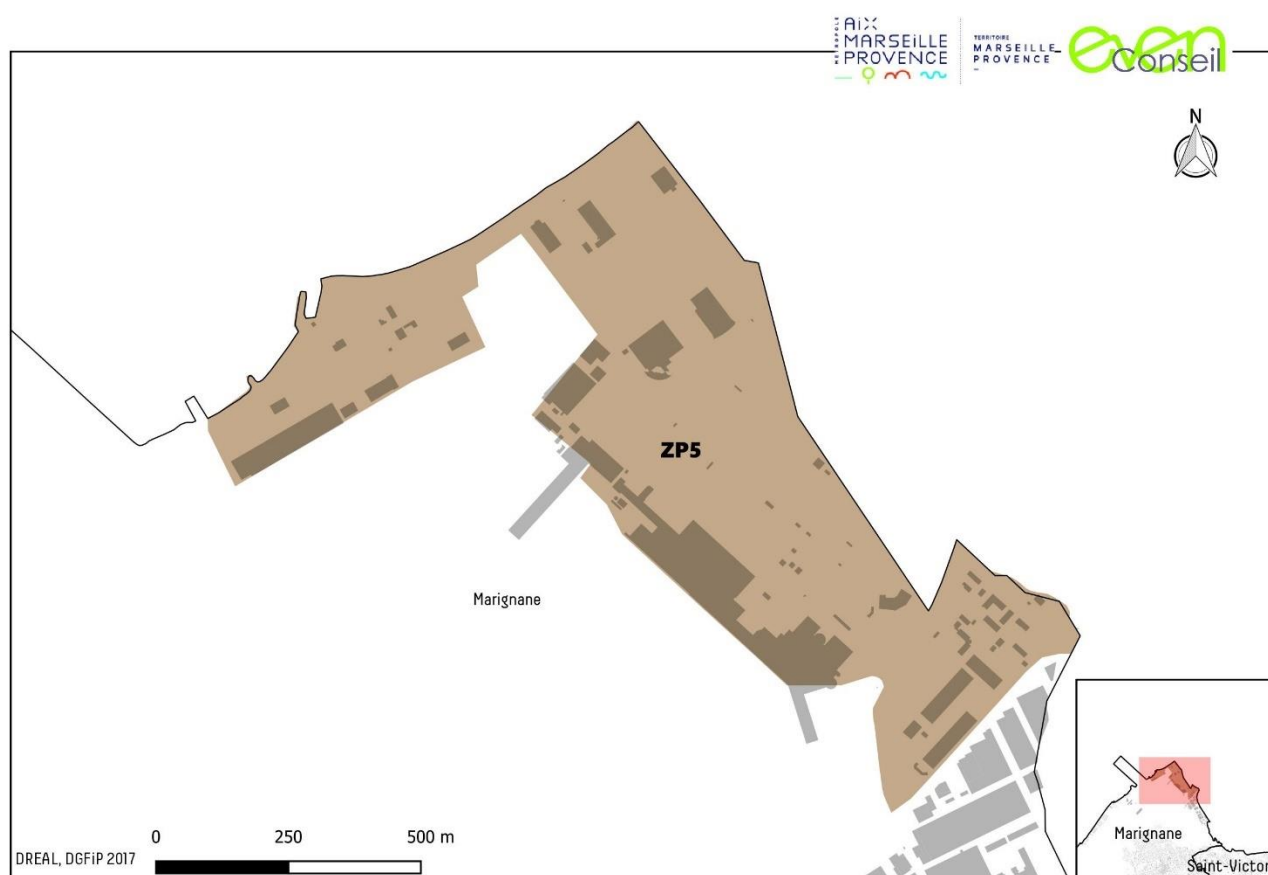 MÉTROPOLE
AiX
MARSEiLLE
PROVENCE
TERRITOIRE
MARSEILLE
PROVENCE
even
Conseil
N
ZP5
Marignane
0 250 500 m
DREAL, DGFiP 2017
Marignane
Saint-Victor